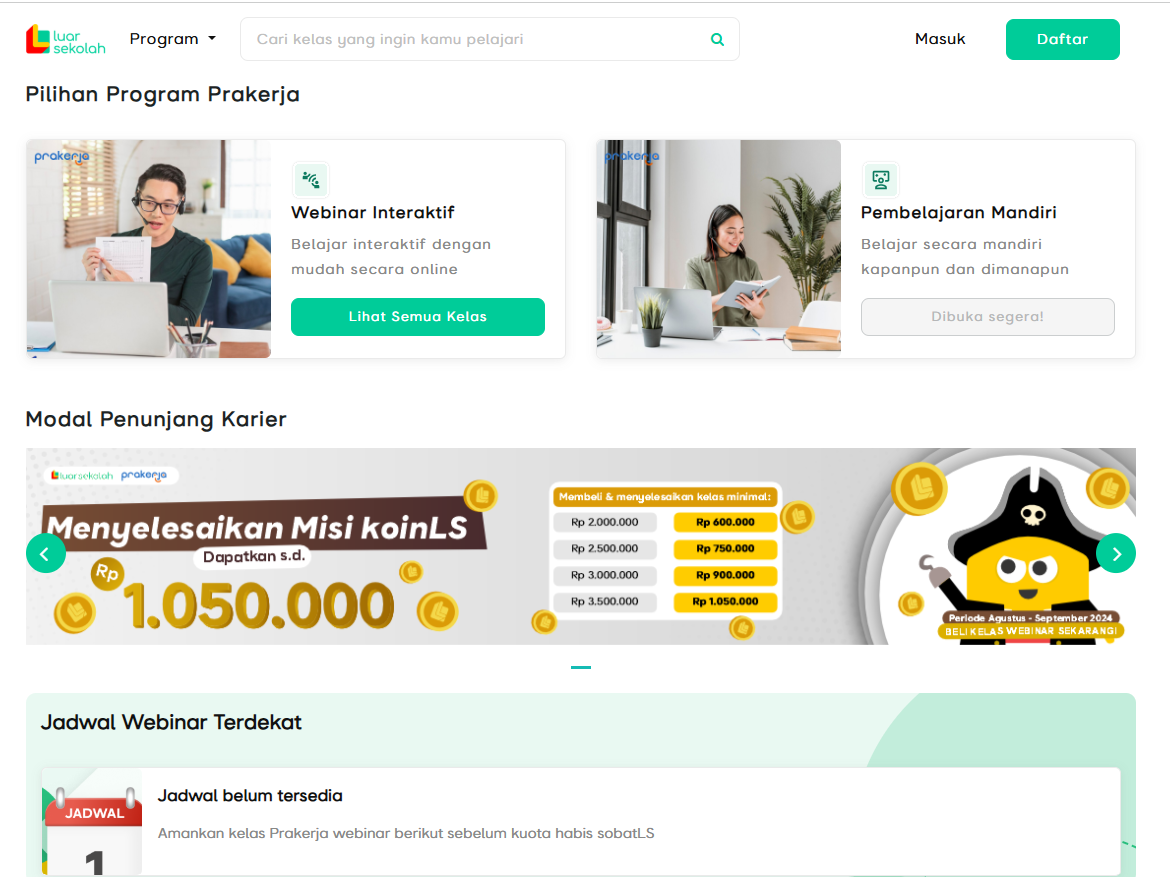 luar
sekolah
Program
Cari kelas yang ingin kamu pelajari
Masuk
Daftar
Pilihan Program Prakerja
prakerja
Webinar Interaktif
Belajar interaktif dengan
mudah secara online
Lihat Semua Kelas
prakerja
Pembelajaran Mandiri
Belajar secara mandiri
kapanpun dan dimanapun
Dibuka segera!
Modal Penunjang Karier
luarsekolah prakerja
Menyelesaikan Misi koinLS
Dapatkan s.d.
Rp
1.050.000
Membeli & menyelesaikan kelas minimal:
Rp 2.000.000 Rp 600.000
Rp 2.500.000 Rp 750.000
Rp 3.000.000 Rp 900.000
Rp 3.500.000 Rp 1.050.000
Periode Agustus - September 2024
BELI KELAS WEBINAR SEKARANG!
Jadwal Webinar Terdekat
JADWAL
1
Jadwal belum tersedia
Amankan kelas Prakerja webinar berikut sebelum kuota habis sobatLS